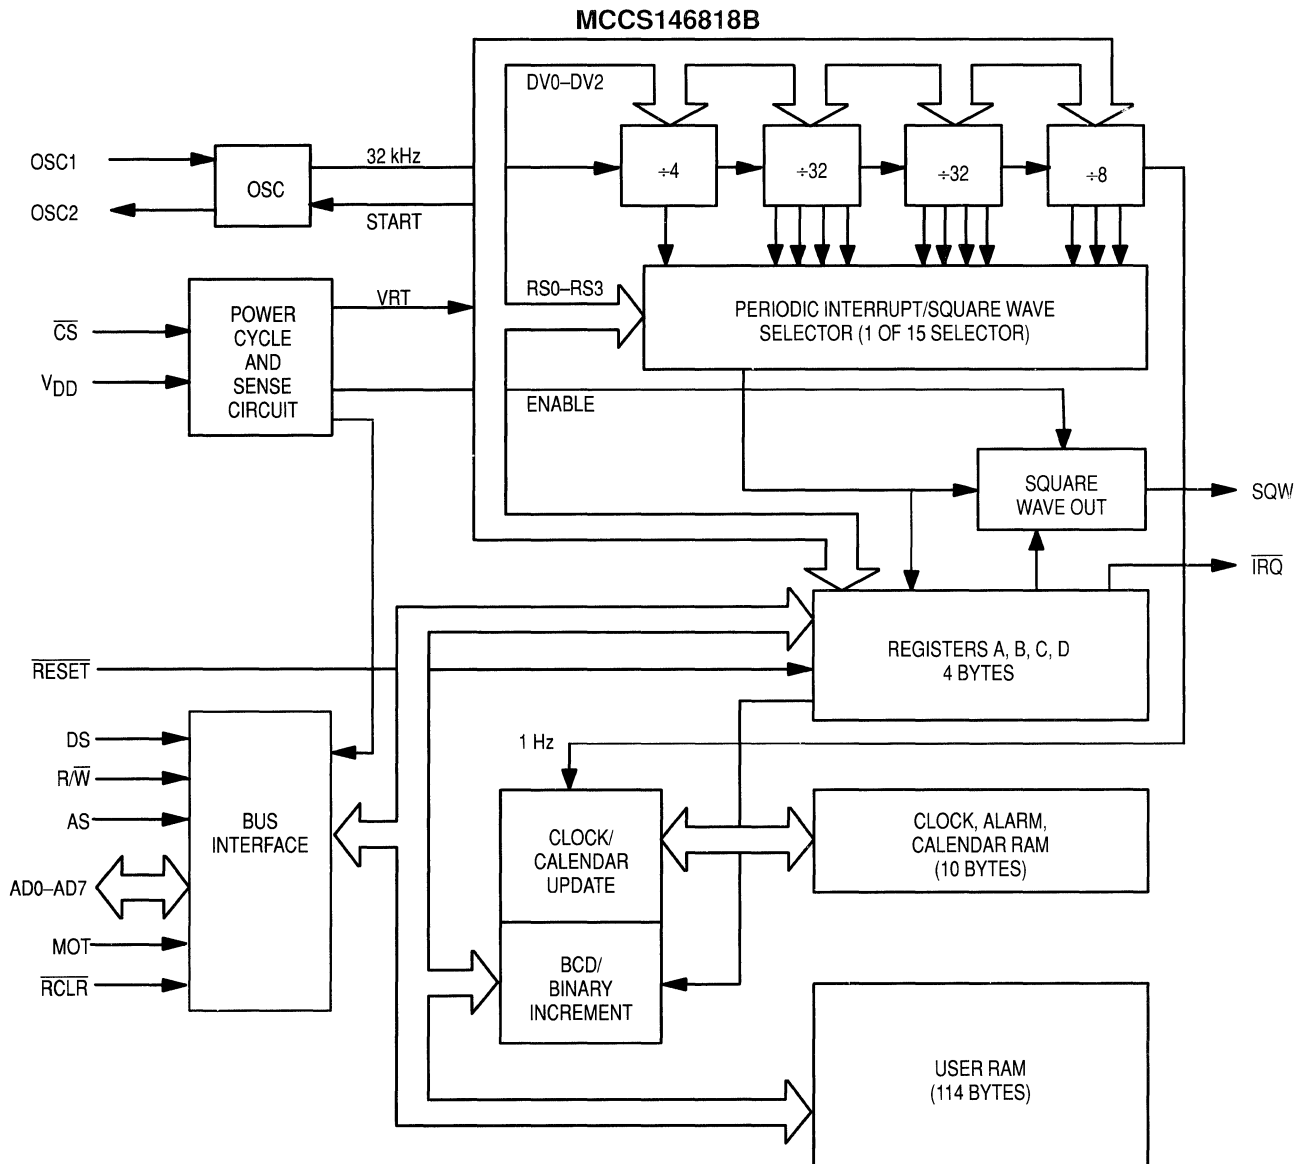 MCCS146818B
DV0–DV2
OSC1
OSC2
OSC
32 kHz
START
÷4
÷32
÷32
÷8
CS
VDD
POWER
CYCLE
AND
SENSE
CIRCUIT
VRT
RS0–RS3
PERIODIC INTERRUPT/SQUARE WAVE
SELECTOR (1 OF 15 SELECTOR)
ENABLE
SQUARE
WAVE OUT
SQW
IRQ
RESET
REGISTERS A, B, C, D
4 BYTES
DS
R/W
AS
AD0–AD7
MOT
RCLR
BUS
INTERFACE
1 Hz
CLOCK/
CALENDAR
UPDATE
BCD/
BINARY
INCREMENT
CLOCK, ALARM,
CALENDAR RAM
(10 BYTES)
USER RAM
(114 BYTES)